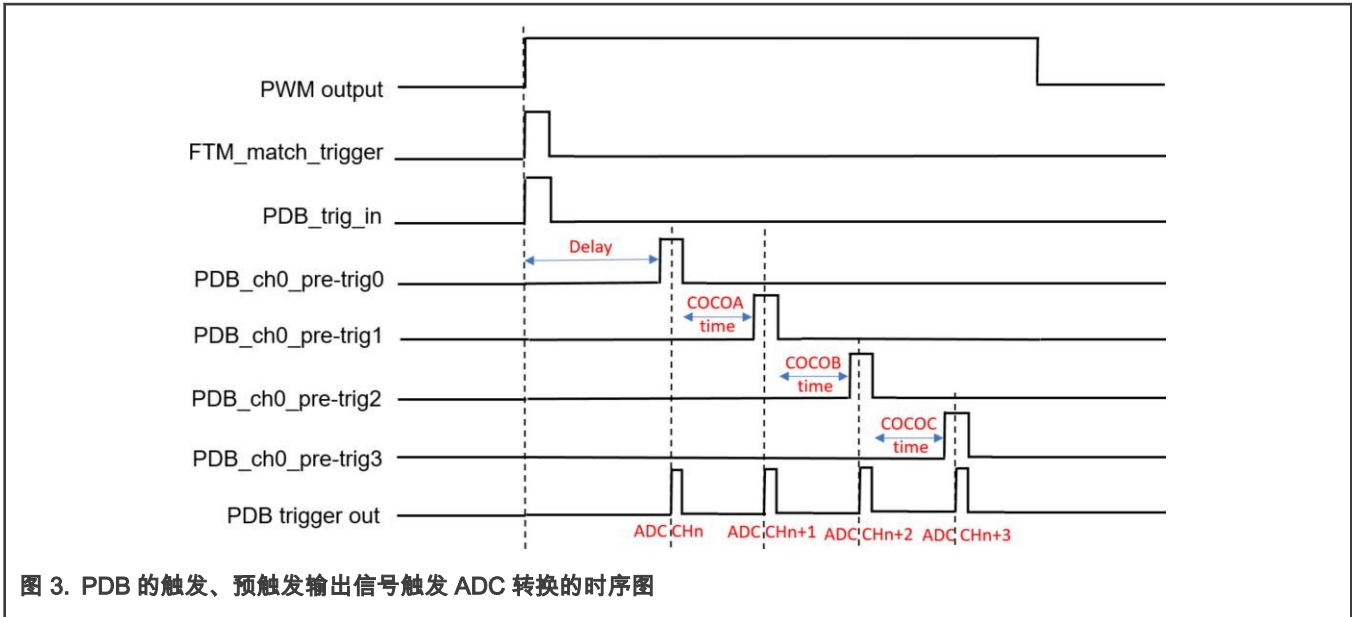 PWM output
FTM_match_trigger
PDB_trig_in
Delay
PDB_ch0_pre-trig0
COCOA
time
PDB_ch0_pre-trig1
COCOB
time
PDB_ch0_pre-trig2
COCOC
time
PDB_ch0_pre-trig3
PDB trigger out
ADC CHn ADC CHn+1 ADC CHn+2 ADC CHn+3
图 3. PDB 的触发、预触发输出信号触发 ADC 转换的时序图